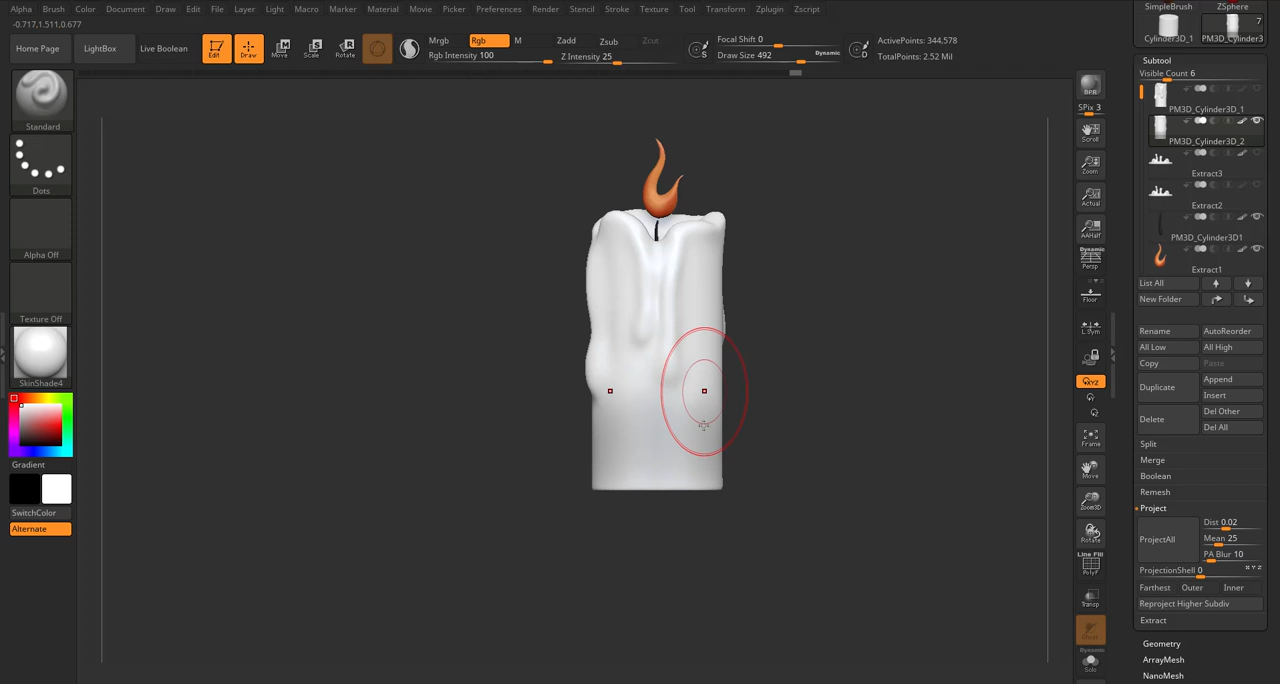 Alpha Brush Color Document Draw Edit File Layer Light Macro Marker Material Movie Picker Preferences Render Stencil Stroke Texture Tool Transform Zplugin Zscript
-0.717,1.511,0.677
Home Page LightBox Live Boolean Edit Draw Move Scale Rotate
Mrgb Rgb M
Rgb Intensity 100
Zadd Zsub Zcut
Z Intensity 25
S
Focal Shift 0
Draw Size 492 Dynamic
D
ActivePoints: 344,578
TotalPoints: 2.52 Mil
Standard
Dots
Alpha Off
Texture Off
SkinShade4
Gradient
SwitchColor
Alternate
BPR
SPix 3
Scroll
Zoom
Actual
AAHalf
Dynamic
Persp
Floor
L.Sym
XYZ
Frame
Move
Zoom3D
Rotate
Line Fill
PolyF
Transp
Ghost
Dynamic
Solo
SimpleBrush ZSphere
7
Cylinder3D_1 PM3D_Cylinder3
Subtool
Visible Count 6
PM3D_Cylinder3D_1
PM3D_Cylinder3D_2
Extract3
Extract2
PM3D_Cylinder3D1
Extract1
List All
New Folder
Rename AutoReorder
All Low All High
Copy Paste
Duplicate Append
Insert
Delete Del Other
Del All
Split
Merge
Boolean
Remesh
Project
ProjectAll
Dist 0.02
Mean 25
PA Blur 10
ProjectionShell 0 X Y Z
Farthest Outer Inner
Reproject Higher Subdiv
Extract
Geometry
ArrayMesh
NanoMesh